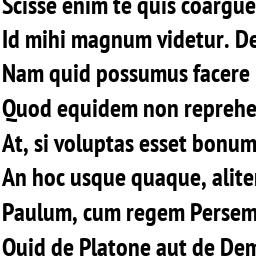 Scisse enim te quis coargue
Id mihi magnum videtur. De
Nam quid possumus facere
Quod equidem non reprehe
At, si voluptas esset bonum
An hoc usque quaque, alite
Paulum, cum regem Persem
Quid de Platone aut de Dem